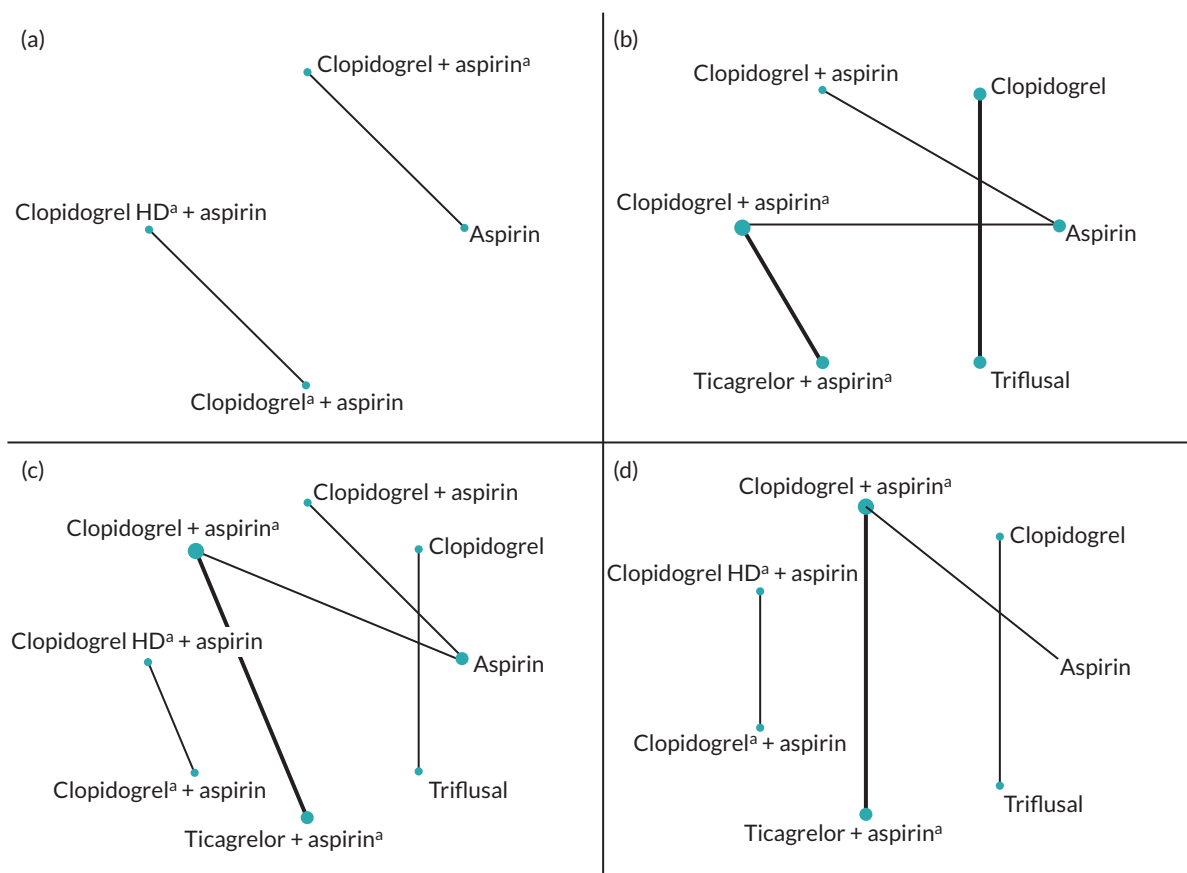 (a)
Clopidogrel + aspirinᵃ
Clopidogrel HDᵃ + aspirin
Aspirin
Clopidogrelᵃ + aspirin
(b)
Clopidogrel + aspirin
Clopidogrel
Clopidogrel + aspirinᵃ
Aspirin
Ticagrelor + aspirinᵃ
Triflusal
(c)
Clopidogrel + aspirin
Clopidogrel + aspirinᵃ
Clopidogrel
Clopidogrel HDᵃ + aspirin
Aspirin
Clopidogrelᵃ + aspirin
Triflusal
Ticagrelor + aspirinᵃ
(d)
Clopidogrel + aspirinᵃ
Clopidogrel
Clopidogrel HDᵃ + aspirin
Aspirin
Clopidogrelᵃ + aspirin
Triflusal
Ticagrelor + aspirinᵃ